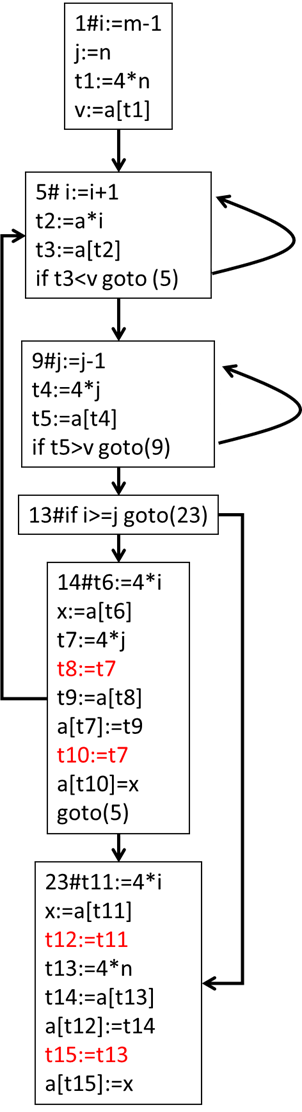 1#i:=m-1
j:=n
t1:=4*n
v:=a[t1]
5# i:=i+1
t2:=a*i
t3:=a[t2]
if t3<v goto (5)
9#j:=j-1
t4:=4*j
t5:=a[t4]
if t5>v goto(9)
13#if i>=j goto(23)
14#t6:=4*i
x:=a[t6]
t7:=4*j
t8:=t7
t9:=a[t8]
a[t7]:=t9
t10:=t7
a[t10]=x
goto(5)
23#t11:=4*i
x:=a[t11]
t12:=t11
t13:=4*n
t14:=a[t13]
a[t12]:=t14
t15:=t13
a[t15]:=x